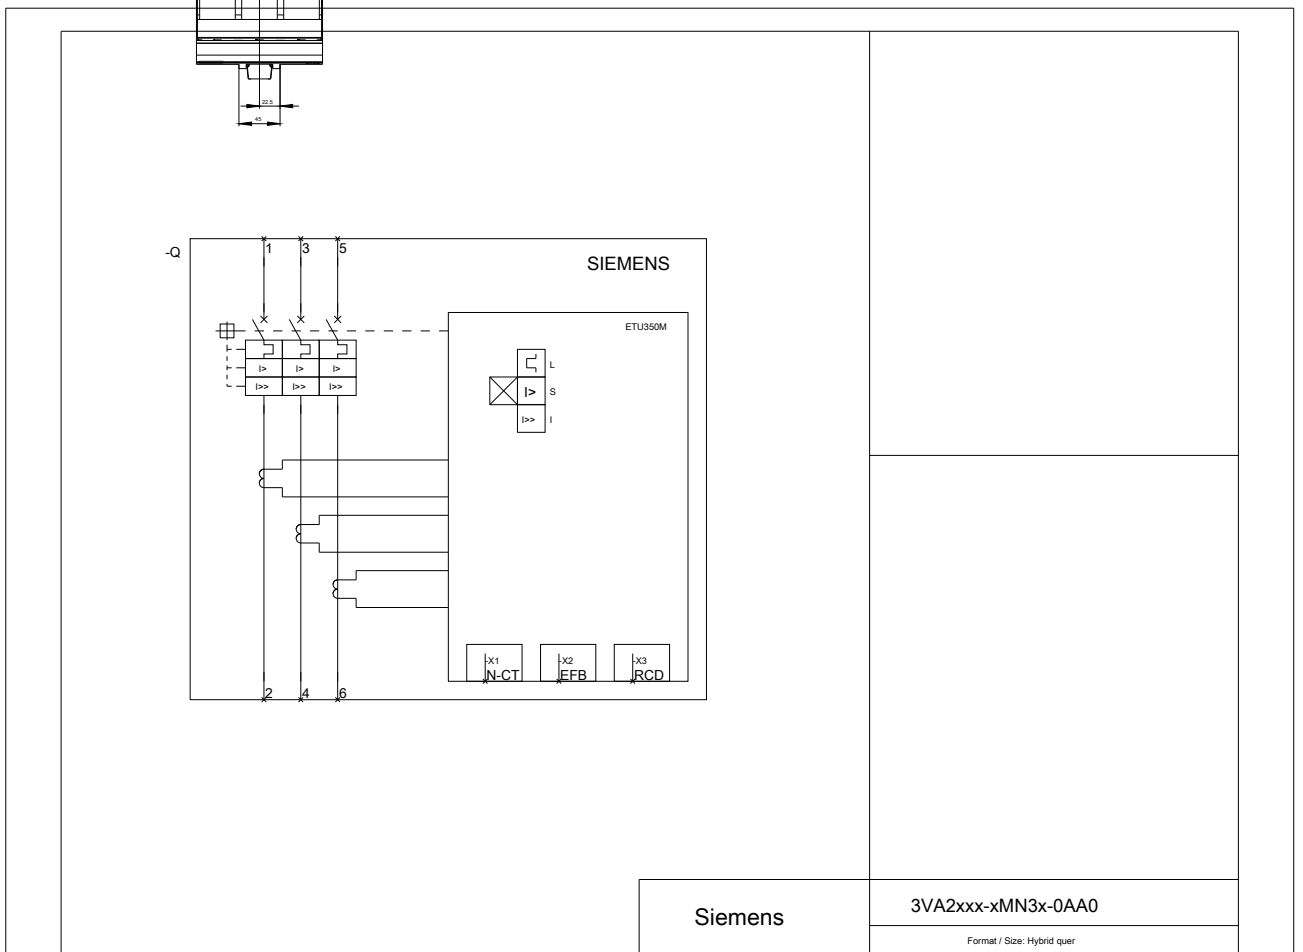 22.5
45
-Q
1 3 5
SIEMENS
ETU350M
I> I> I>
I>> I>> I>>
L
I> S
I>> I
-X1 -X2 -X3
N-CT EFB RCD
2 4 6
Siemens
3VA2xxx-xMN3x-0AA0
Format / Size: Hybrid quer